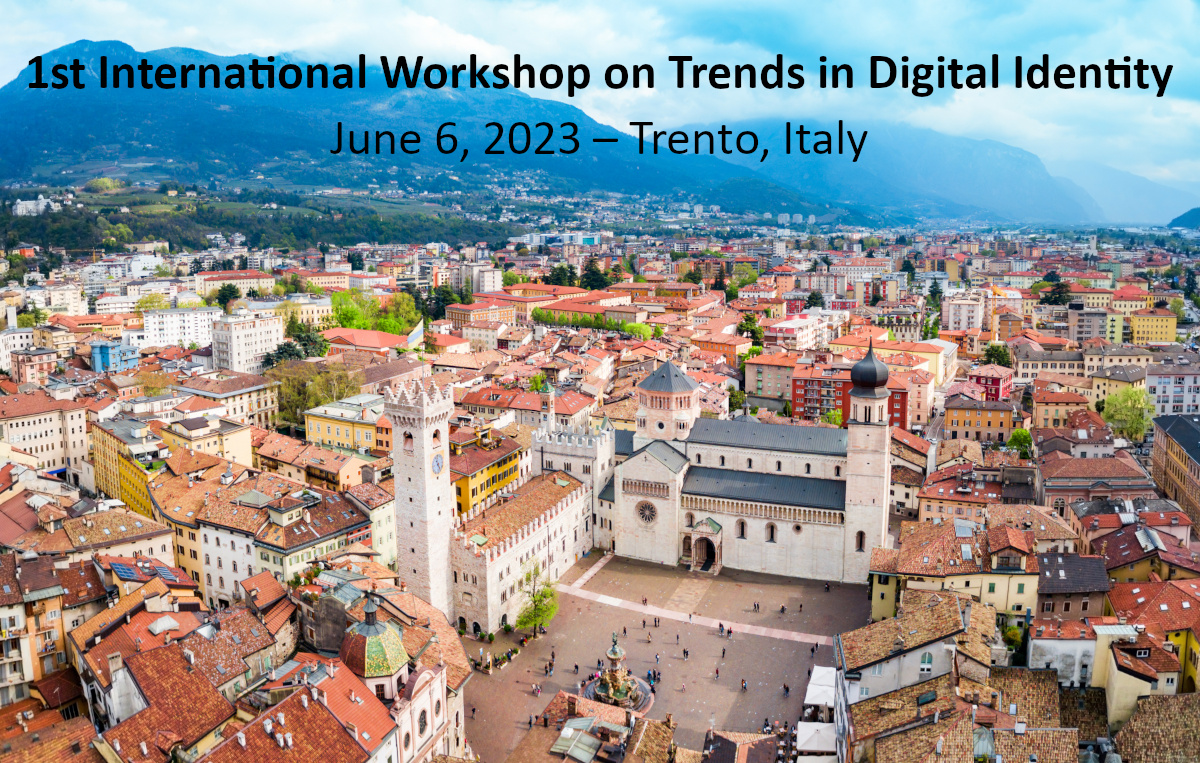 1st International Workshop on Trends in Digital Identity
June 6, 2023 – Trento, Italy